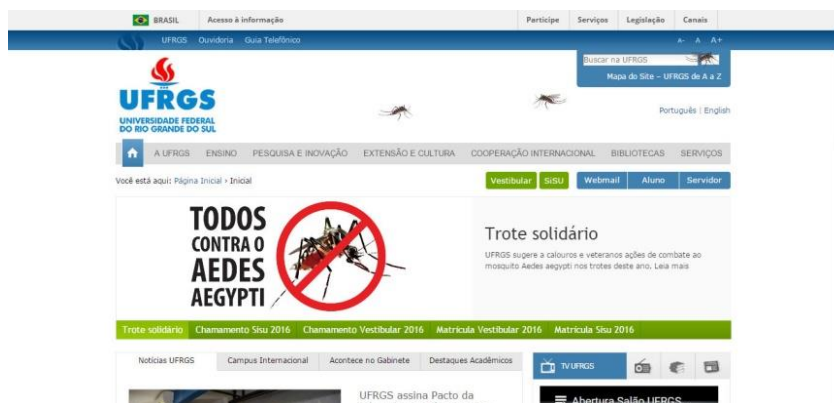 BRASIL Acesso à informação Participe Serviços Legislação Canais
UFRGS Ouvidoria Guia Telefônico A- A A+
Buscar na UFRGS
Mapa do Site – UFRGS de A a Z
UFRGS
UNIVERSIDADE FEDERAL
DO RIO GRANDE DO SUL
Português | English
A UFRGS ENSINO PESQUISA E INOVAÇÃO EXTENSÃO E CULTURA COOPERAÇÃO INTERNACIONAL BIBLIOTECAS SERVIÇOS
Você está aqui: Página Inicial › Inicial Vestibular SiSU Webmail Aluno Servidor
TODOS
CONTRA O
AEDES
AEGYPTI
Trote solidário
UFRGS sugere a calouros e veteranos ações de combate ao
mosquito Aedes aegypti nos trotes deste ano. Leia mais
Trote solidário Chamamento Sisu 2016 Chamamento Vestibular 2016 Matrícula Vestibular 2016 Matrícula Sisu 2016
Notícias UFRGS Campus Internacional Acontece no Gabinete Destaques Acadêmicos TV UFRGS
UFRGS assina Pacto da
Abertura Salão UFRGS